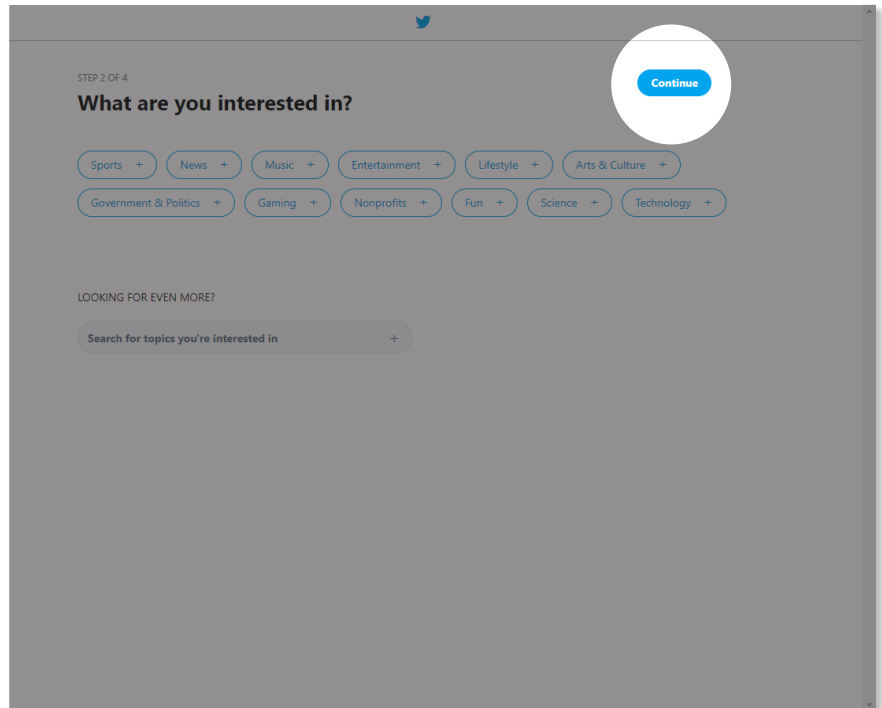 STEP 2 OF 4
Continue
What are you interested in?
Sports + News + Music + Entertainment + Lifestyle + Arts & Culture +
Government & Politics + Gaming + Nonprofits + Fun + Science + Technology +
LOOKING FOR EVEN MORE?
Search for topics you're interested in +